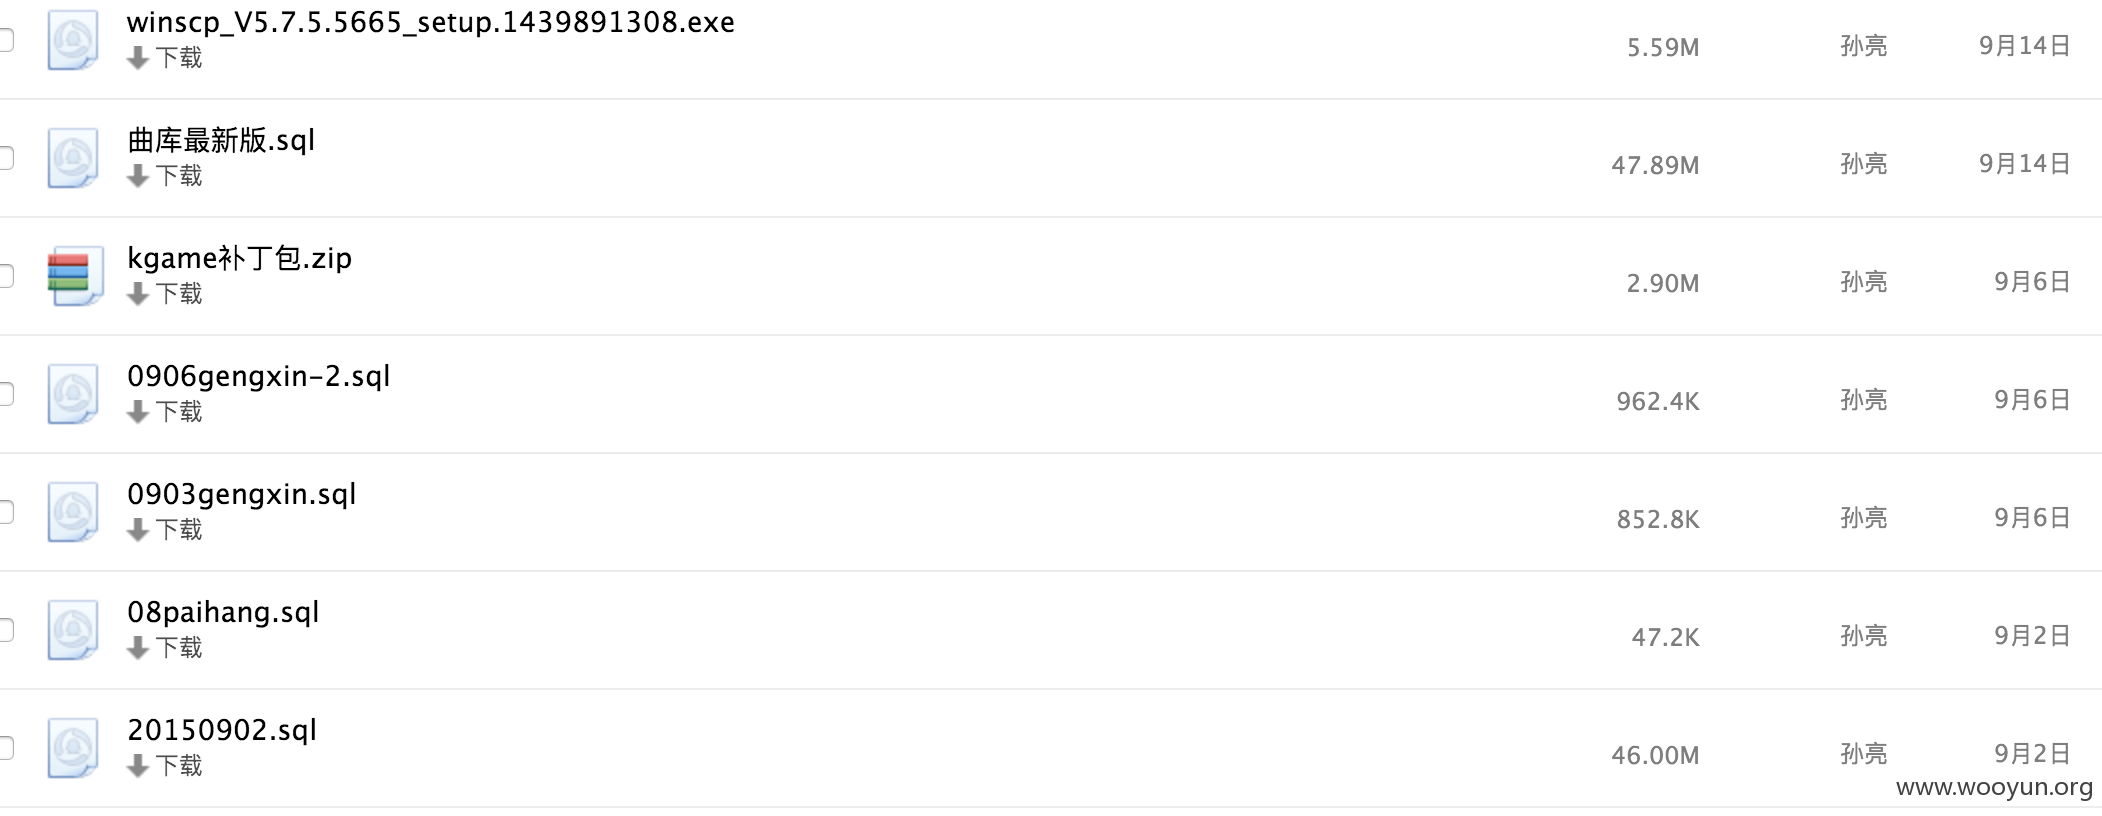 winscp_V5.7.5.5665_setup.1439891308.exe
下载
5.59M 孙亮 9月14日
曲库最新版.sql
下载
47.89M 孙亮 9月14日
kgame补丁包.zip
下载
2.90M 孙亮 9月6日
0906gengxin-2.sql
下载
962.4K 孙亮 9月6日
0903gengxin.sql
下载
852.8K 孙亮 9月6日
08paihang.sql
下载
47.2K 孙亮 9月2日
20150902.sql
下载
46.00M 孙亮 9月2日
www.wooyun.org